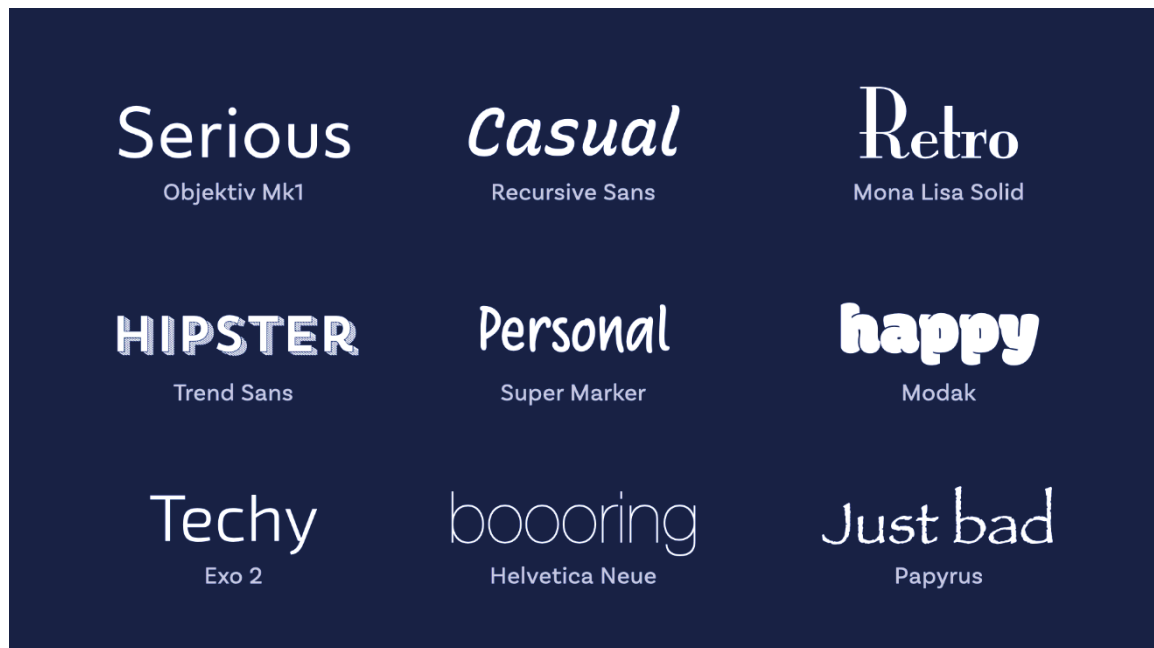 Serious
Casual
Retro
Objektiv Mk1
Recursive Sans
Mona Lisa Solid
HIPSTER
Personal
happy
Trend Sans
Super Marker
Modak
Techy
boooring
Just bad
Exo 2
Helvetica Neue
Papyrus